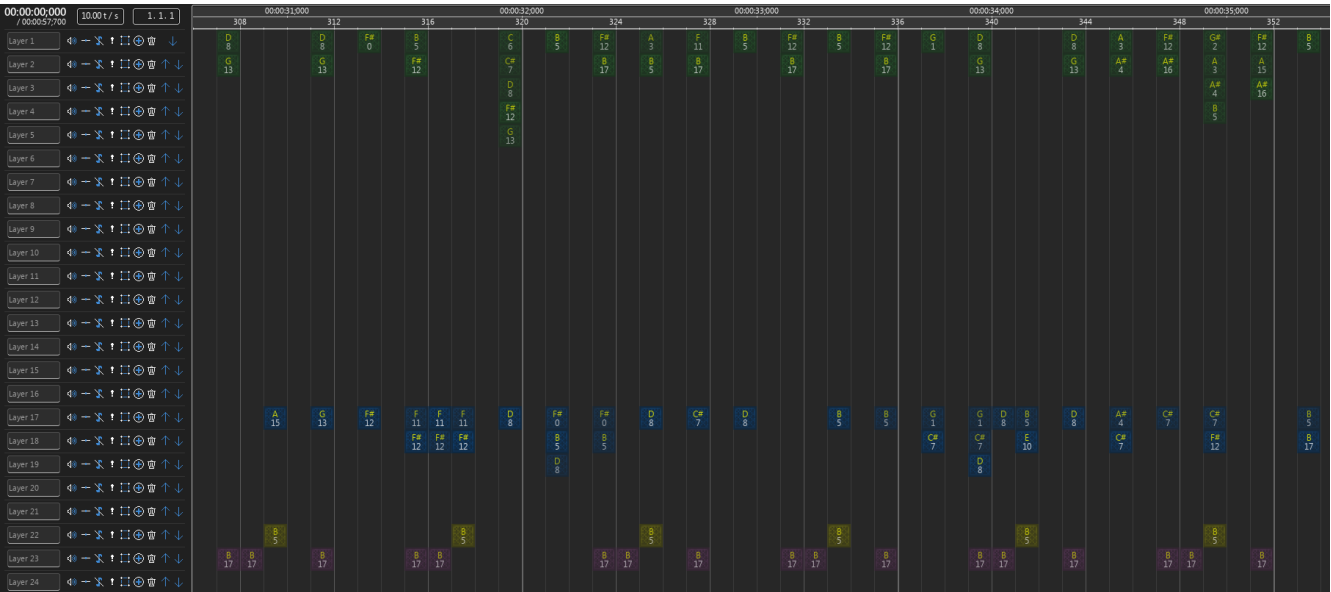 00:00:00;000
/ 00:00:57;700
10.00 t / s
1. 1. 1
00:00:31;000 00:00:32;000 00:00:33;000 00:00:34;000 00:00:35;000
308 312 316 320 324 328 332 336 340 344 348 352
Layer 1 D D F# B C B F# A F B F# B F# G D D A F# G# F# B
8 8 0 5 6 5 12 3 11 5 12 5 12 1 8 8 3 12 2 12 5
Layer 2 G G F# C# B B B B B G G A# A# A A
13 13 12 7 17 5 17 17 17 13 13 4 16 3 15
Layer 3 D A# A#
8 4 16
Layer 4 F# B
12 5
Layer 5 G
13
Layer 6
Layer 7
Layer 8
Layer 9
Layer 10
Layer 11
Layer 12
Layer 13
Layer 14
Layer 15
Layer 16
Layer 17 A G F# F F F D F# F# D C# D B B G G D B D A# C# C# B
15 13 12 11 11 11 8 0 0 8 7 8 5 5 1 1 8 5 8 4 7 7 5
Layer 18 F# F# F# B B C# C# E C# F# B
12 12 12 5 5 7 7 10 7 12 17
Layer 19 D D
8 8
Layer 20
Layer 21
Layer 22 B B B B B B
5 5 5 5 5 5
Layer 23 B B B B B B B B B B B B B B B B B
17 17 17 17 17 17 17 17 17 17 17 17 17 17 17 17 17
Layer 24